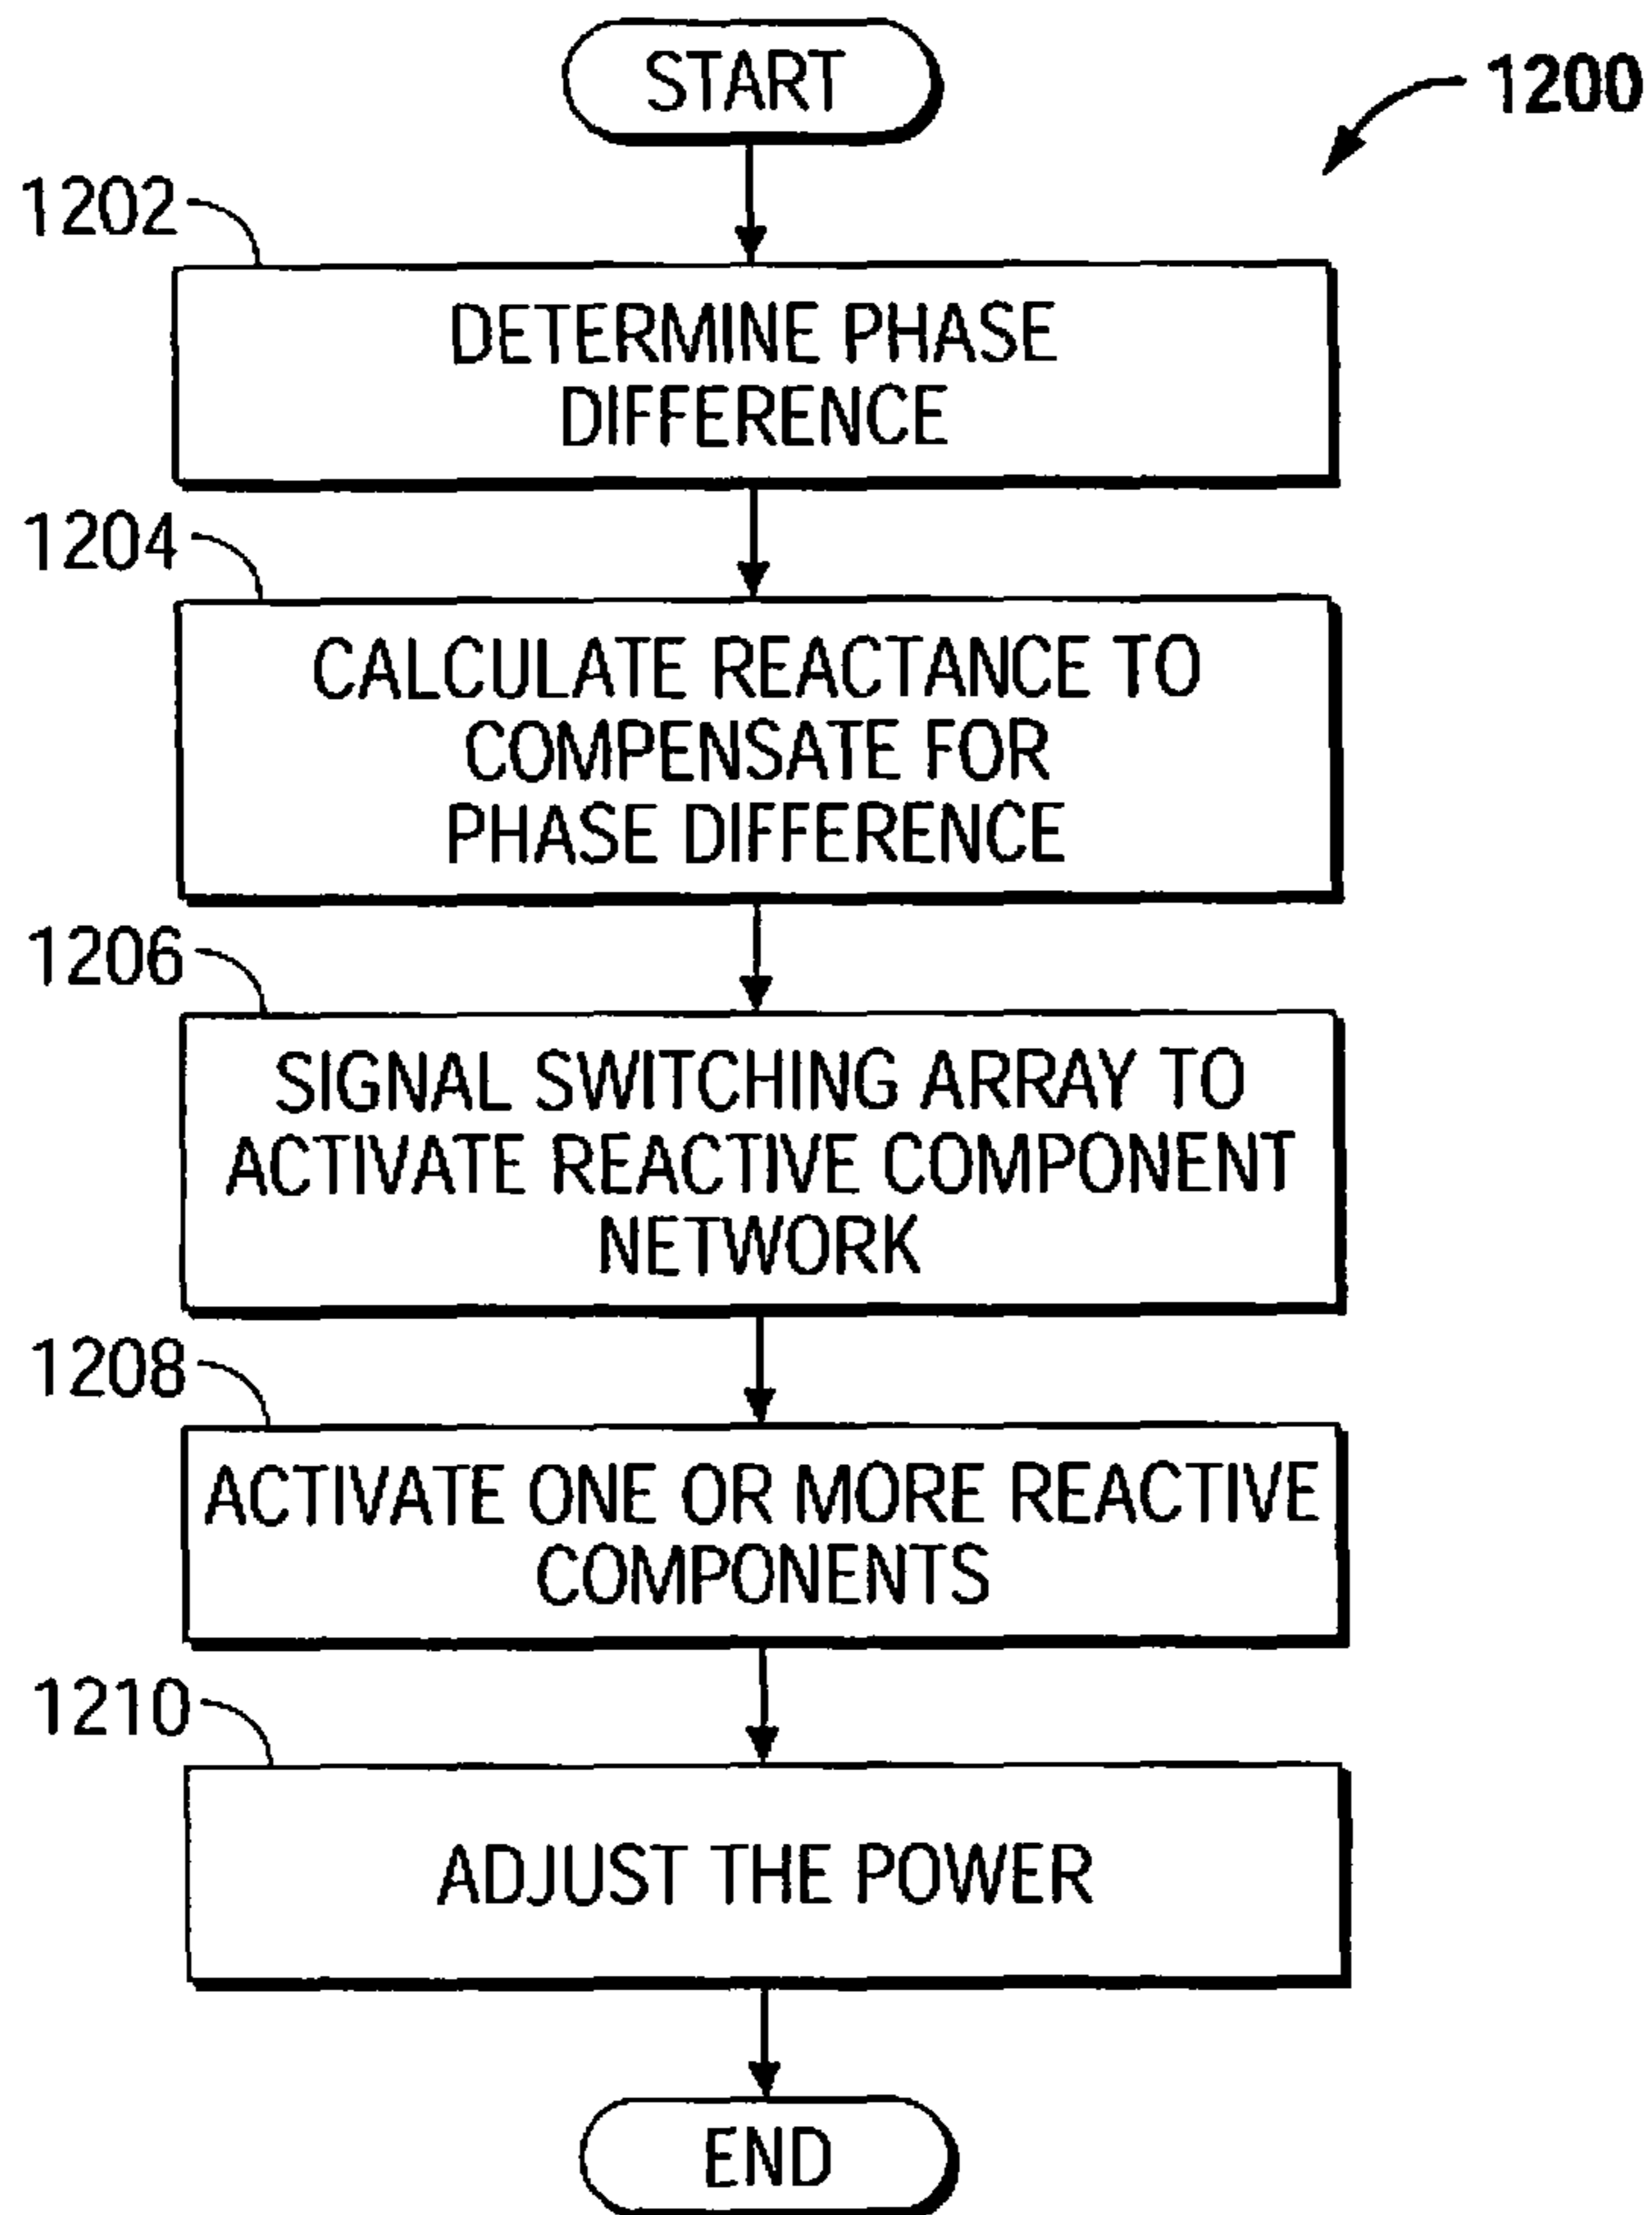 START
1200
1202
DETERMINE PHASE
DIFFERENCE
1204
CALCULATE REACTANCE TO
COMPENSATE FOR
PHASE DIFFERENCE
1206
SIGNAL SWITCHING ARRAY TO
ACTIVATE REACTIVE COMPONENT
NETWORK
1208
ACTIVATE ONE OR MORE REACTIVE
COMPONENTS
1210
ADJUST THE POWER
END